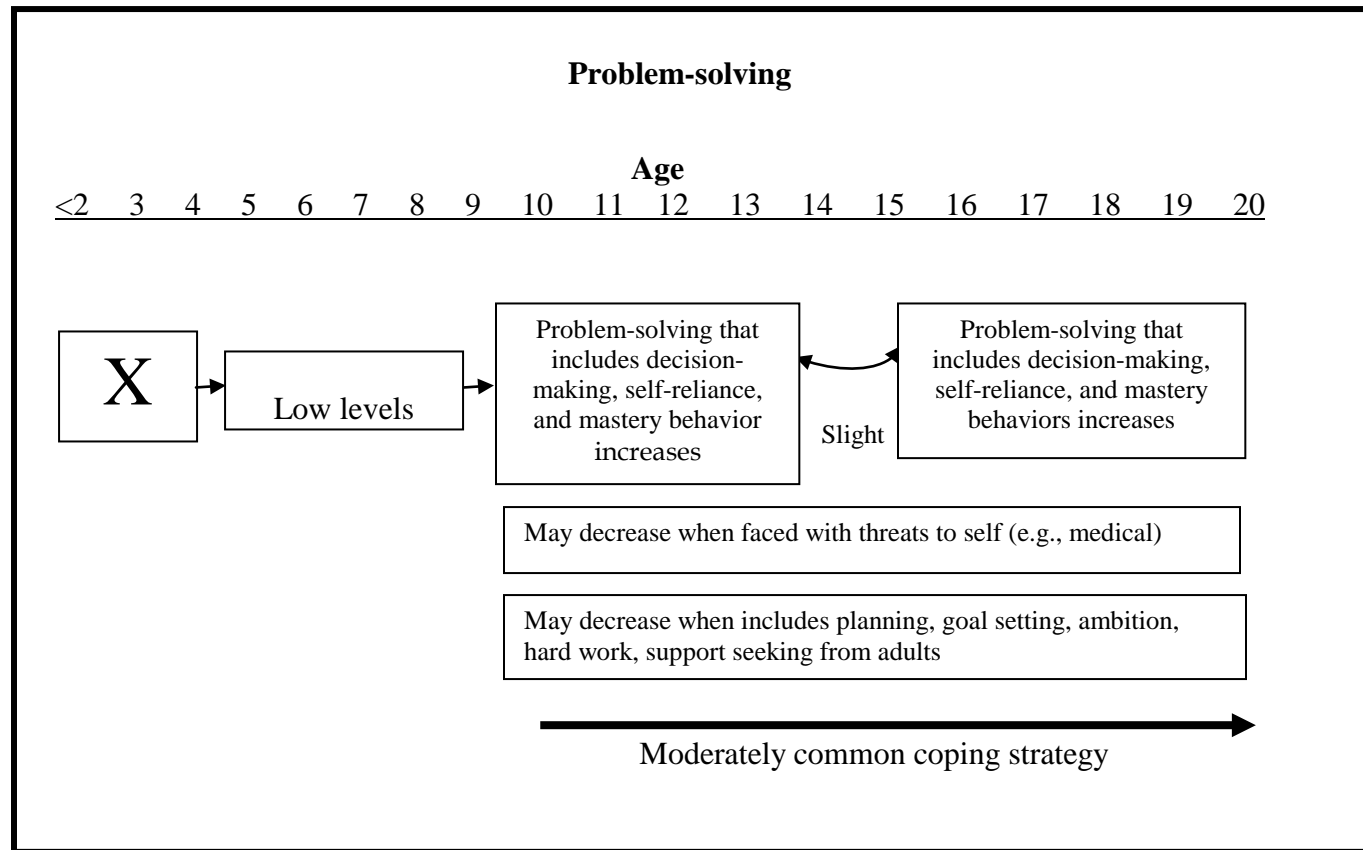 Problem-solving
Age
<2 3 4 5 6 7 8 9 10 11 12 13 14 15 16 17 18 19 20
X
Low levels
Problem-solving that
includes decision-
making, self-reliance,
and mastery behavior
increases
Slight
Problem-solving that
includes decision-making,
self-reliance, and mastery
behaviors increases
May decrease when faced with threats to self (e.g., medical)
May decrease when includes planning, goal setting, ambition,
hard work, support seeking from adults
Moderately common coping strategy